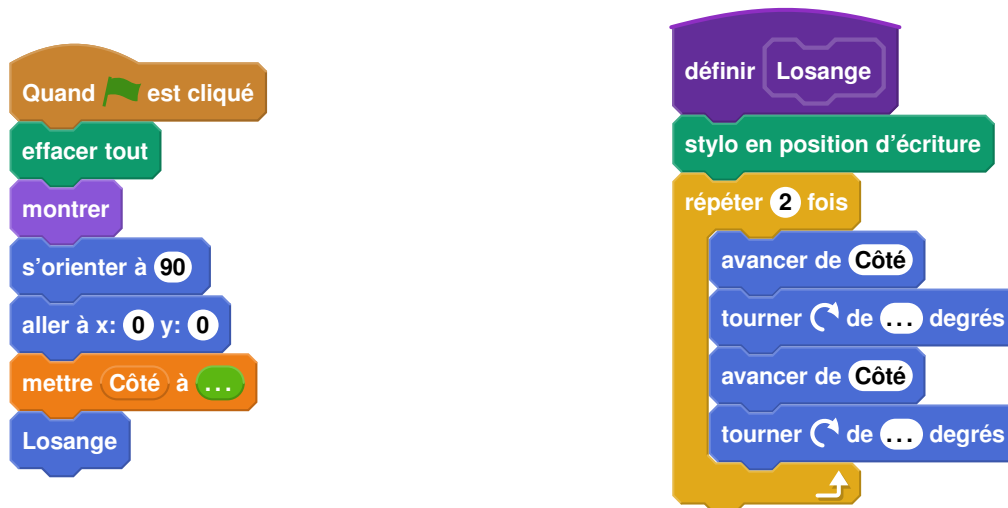 Quand est cliqué
effacer tout
montrer
s'orienter à 90
aller à x: 0 y: 0
mettre Côté à ...
Losange
définir Losange
stylo en position d'écriture
répéter 2 fois
avancer de Côté
tourner de ... degrés
avancer de Côté
tourner de ... degrés